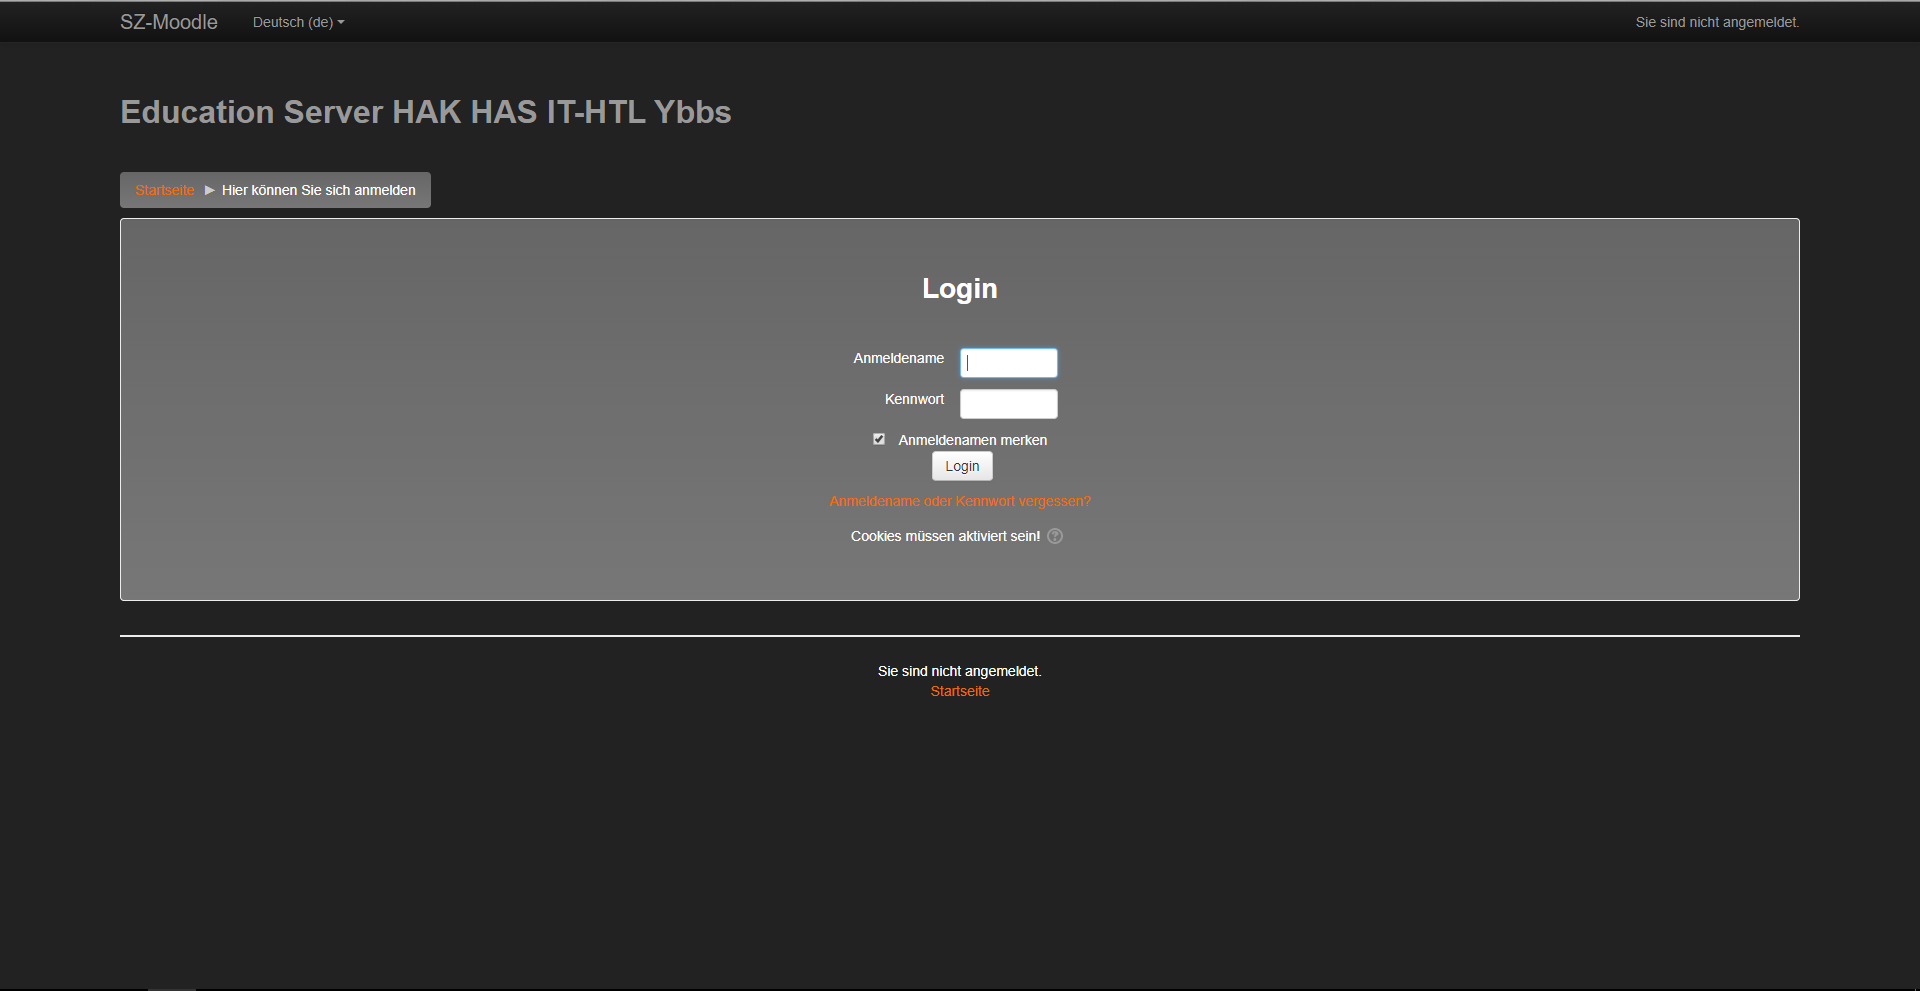 SZ-Moodle Deutsch (de) Sie sind nicht angemeldet.
Education Server HAK HAS IT-HTL Ybbs
Startseite ▶ Hier können Sie sich anmelden
Login
Anmeldename
Kennwort
Anmeldenamen merken
Login
Anmeldename oder Kennwort vergessen?
Cookies müssen aktiviert sein! ?
Sie sind nicht angemeldet.
Startseite